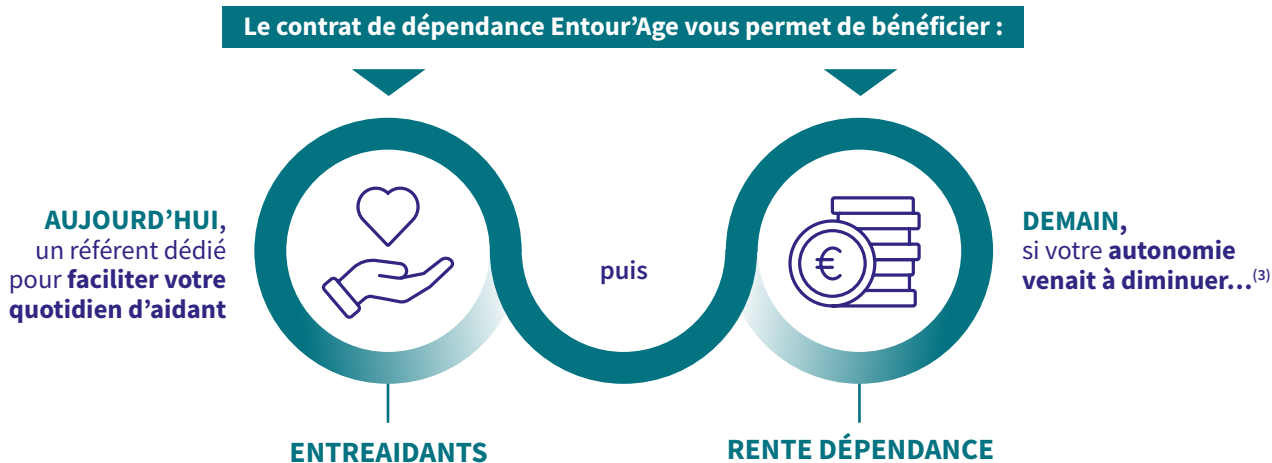 Le contrat de dépendance Entour’Age vous permet de bénéficier :
AUJOURD’HUI,
un référent dédié
pour faciliter votre
quotidien d’aidant
puis
€
DEMAIN,
si votre autonomie
venait à diminuer...(3)
ENTREAIDANTS
RENTE DÉPENDANCE